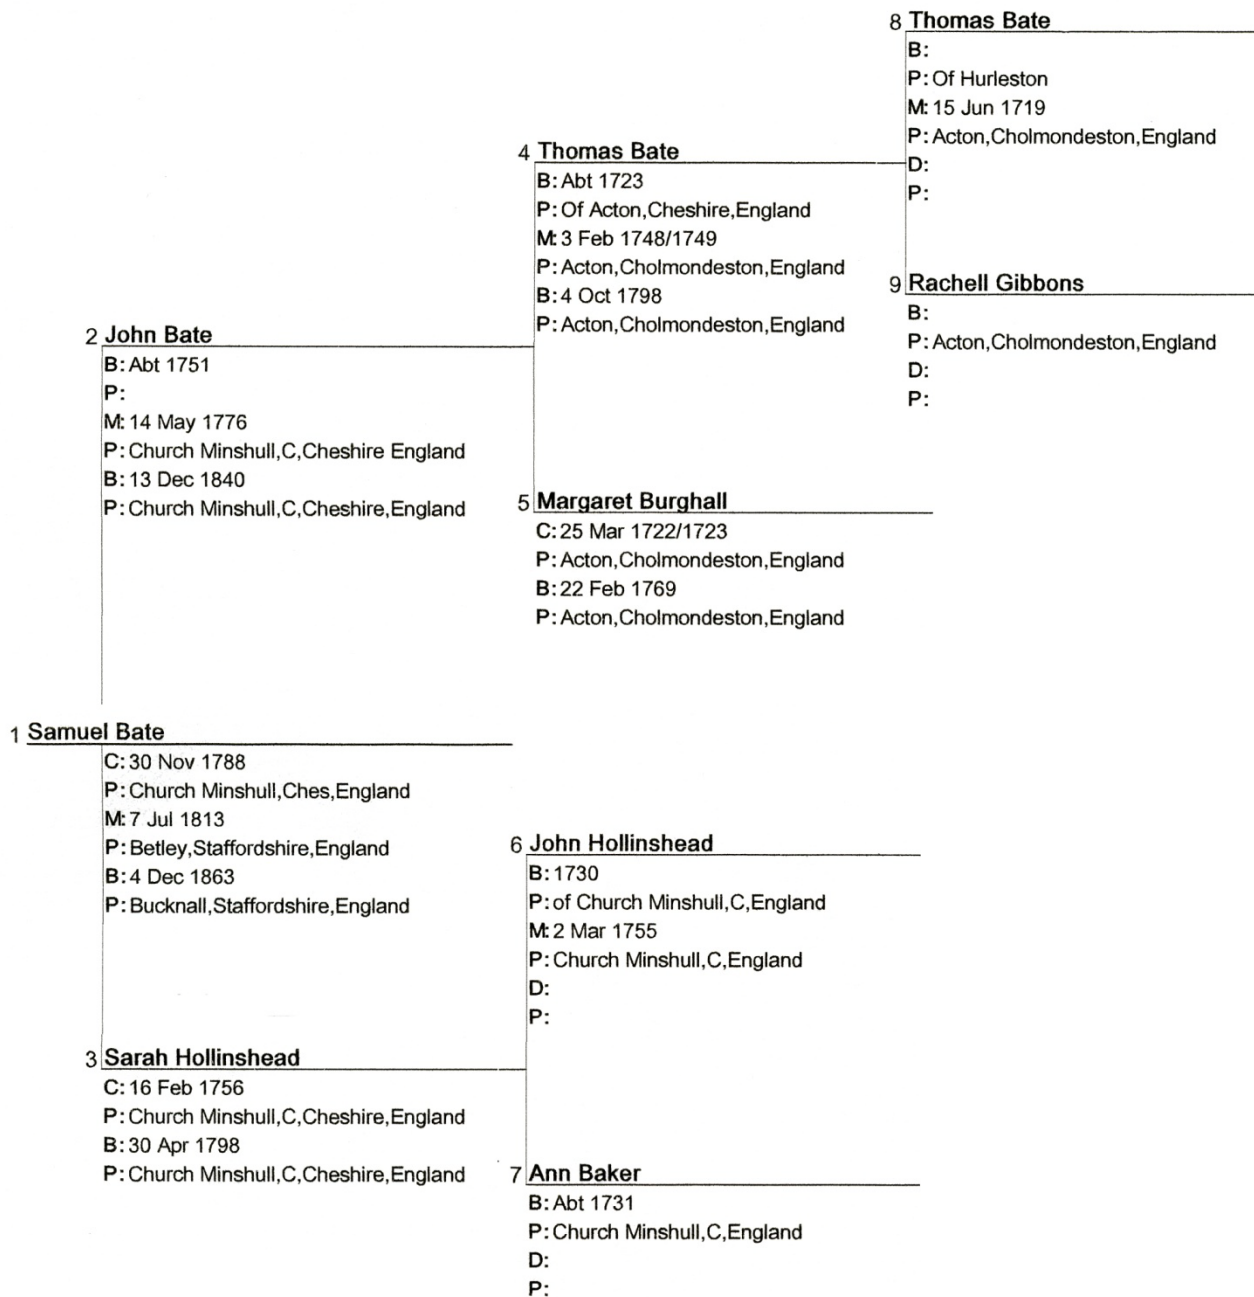 8 Thomas Bate
B:
P: Of Hurleston
M: 15 Jun 1719
P: Acton,Cholmondeston,England
D:
P:
4 Thomas Bate
B: Abt 1723
P: Of Acton,Cheshire,England
M: 3 Feb 1748/1749
P: Acton,Cholmondeston,England
B: 4 Oct 1798
P: Acton,Cholmondeston,England
9 Rachell Gibbons
B:
P: Acton,Cholmondeston,England
D:
P:
2 John Bate
B: Abt 1751
P:
M: 14 May 1776
P: Church Minshull,C,Cheshire England
B: 13 Dec 1840
P: Church Minshull,C,Cheshire,England
5 Margaret Burghall
C: 25 Mar 1722/1723
P: Acton,Cholmondeston,England
B: 22 Feb 1769
P: Acton,Cholmondeston,England
1 Samuel Bate
C: 30 Nov 1788
P: Church Minshull,Ches,England
M: 7 Jul 1813
P: Betley,Staffordshire,England
B: 4 Dec 1863
P: Bucknall,Staffordshire,England
6 John Hollinshead
B: 1730
P: of Church Minshull,C,England
M: 2 Mar 1755
P: Church Minshull,C,England
D:
P:
3 Sarah Hollinshead
C: 16 Feb 1756
P: Church Minshull,C,Cheshire,England
B: 30 Apr 1798
P: Church Minshull,C,Cheshire,England
7 Ann Baker
B: Abt 1731
P: Church Minshull,C,England
D:
P: